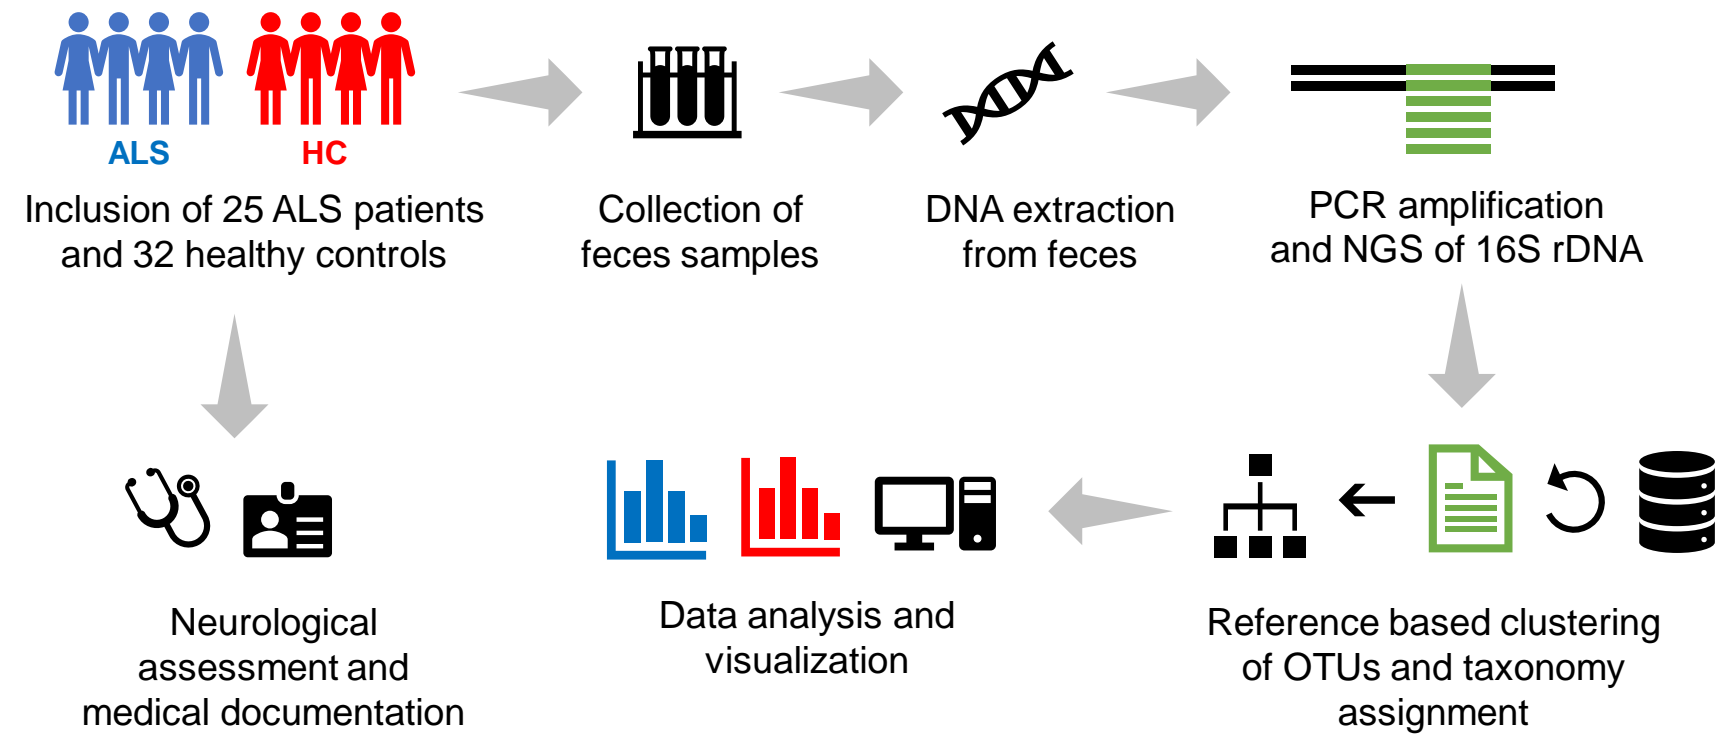 ALS
HC
Inclusion of 25 ALS patients
and 32 healthy controls
Collection of
feces samples
DNA extraction
from feces
PCR amplification
and NGS of 16S rDNA
Neurological
assessment and
medical documentation
Data analysis and
visualization
Reference based clustering
of OTUs and taxonomy
assignment